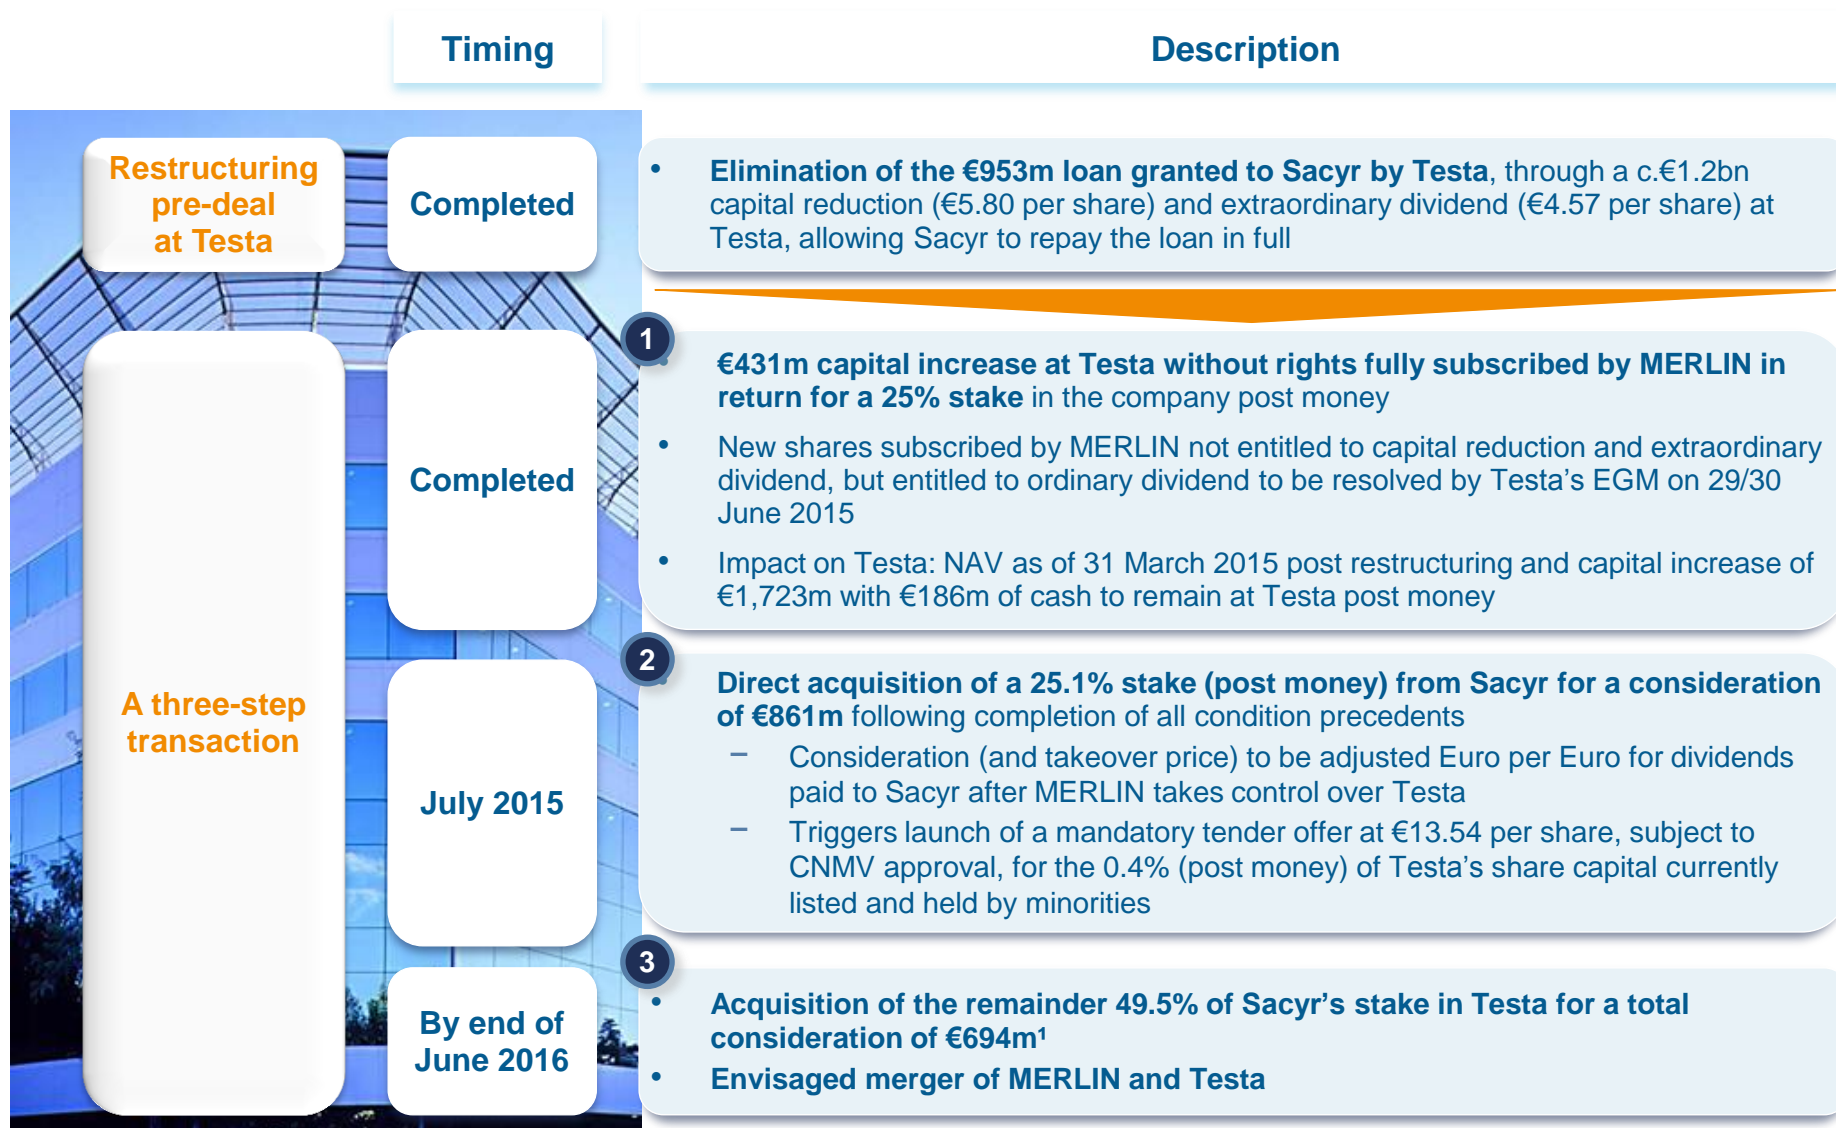 Timing
Description
Restructuring
pre-deal
at Testa
Completed
• Elimination of the €953m loan granted to Sacyr by Testa, through a c.€1.2bn
capital reduction (€5.80 per share) and extraordinary dividend (€4.57 per share) at
Testa, allowing Sacyr to repay the loan in full
A three-step
transaction
Completed
1
€431m capital increase at Testa without rights fully subscribed by MERLIN in
return for a 25% stake in the company post money
• New shares subscribed by MERLIN not entitled to capital reduction and extraordinary
dividend, but entitled to ordinary dividend to be resolved by Testa’s EGM on 29/30
June 2015
• Impact on Testa: NAV as of 31 March 2015 post restructuring and capital increase of
€1,723m with €186m of cash to remain at Testa post money
July 2015
2
Direct acquisition of a 25.1% stake (post money) from Sacyr for a consideration
of €861m following completion of all condition precedents
– Consideration (and takeover price) to be adjusted Euro per Euro for dividends
paid to Sacyr after MERLIN takes control over Testa
– Triggers launch of a mandatory tender offer at €13.54 per share, subject to
CNMV approval, for the 0.4% (post money) of Testa’s share capital currently
listed and held by minorities
By end of
June 2016
3
• Acquisition of the remainder 49.5% of Sacyr’s stake in Testa for a total
consideration of €694m¹
• Envisaged merger of MERLIN and Testa